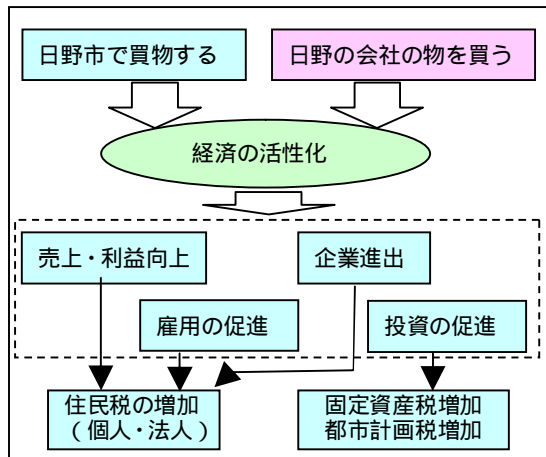 日野市で買物する
日野の会社の物を買う
経済の活性化
売上・利益向上
企業進出
雇用の促進
投資の促進
住民税の増加
(個人・法人)
固定資産税増加
都市計画税増加